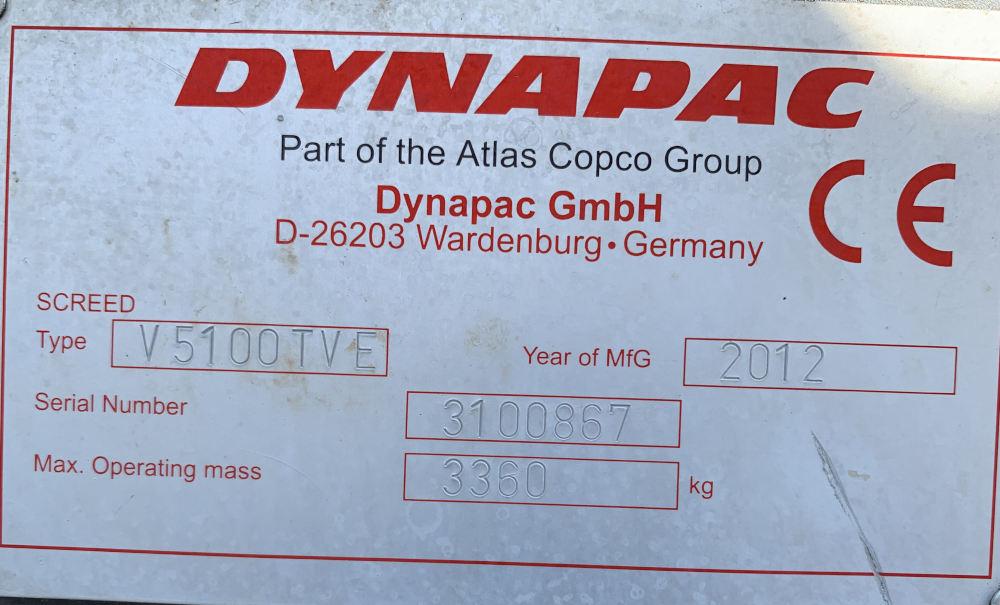 DYNAPAC
Part of the Atlas Copco Group
CE
Dynapac GmbH
D-26203 Wardenburg • Germany
SCREED
Type V5100TVE Year of MfG 2012
Serial Number 3100867
Max. Operating mass 3360 kg